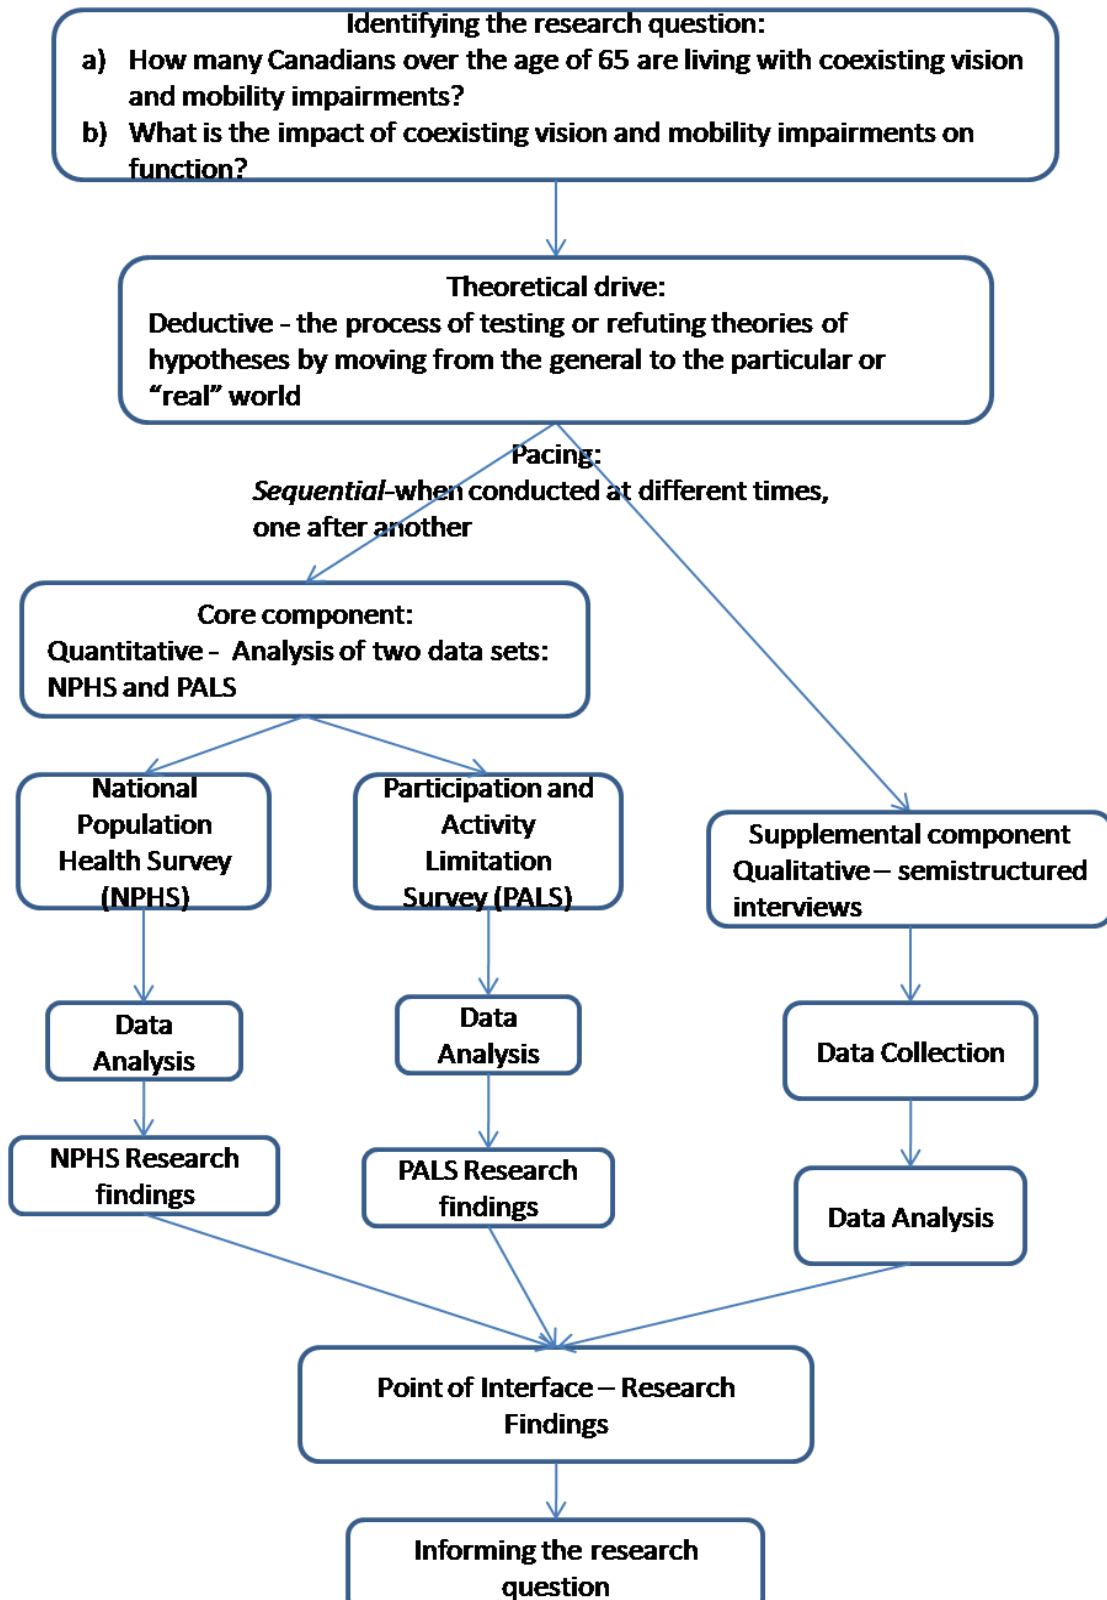 Identifying the research question:
a) How many Canadians over the age of 65 are living with coexisting vision
and mobility impairments?
b) What is the impact of coexisting vision and mobility impairments on
function?
Theoretical drive:
Deductive - the process of testing or refuting theories of
hypotheses by moving from the general to the particular or
“real” world
Pacing:
Sequential-when conducted at different times,
one after another
Core component:
Quantitative - Analysis of two data sets:
NPHS and PALS
National
Population
Health Survey
(NPHS)
Participation and
Activity
Limitation
Survey (PALS)
Supplemental component
Qualitative – semistructured
interviews
Data
Analysis
Data
Analysis
Data Collection
NPHS Research
findings
PALS Research
findings
Data Analysis
Point of Interface – Research
Findings
Informing the research
question